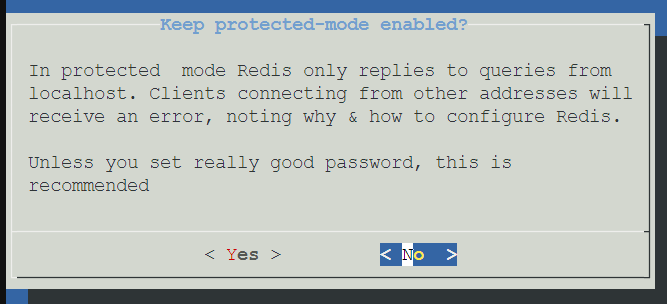 Keep protected-mode enabled?
In protected  mode Redis only replies to queries from
localhost. Clients connecting from other addresses will
receive an error, noting why & how to configure Redis.
Unless you set really good password, this is
recommended
< Yes > < No  >